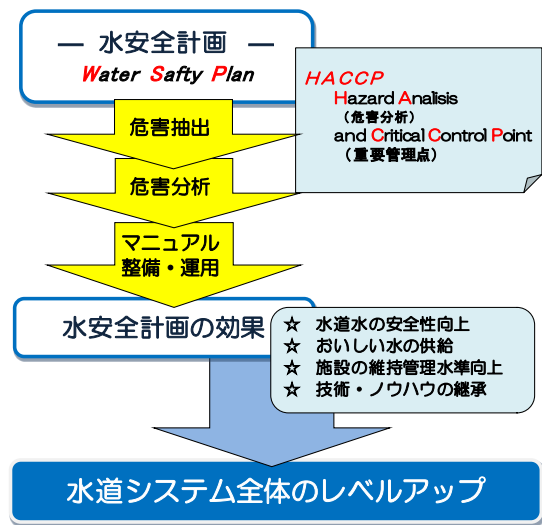 ― 水安全計画 ―
Water Safty Plan
HACCP
Hazard Analisis
（危害分析）
and Critical Control Point
（重要管理点）
危害抽出
危害分析
マニュアル
整備・運用
水安全計画の効果
☆ 水道水の安全性向上
☆ おいしい水の供給
☆ 施設の維持管理水準向上
☆ 技術・ノウハウの継承
水道システム全体のレベルアップ